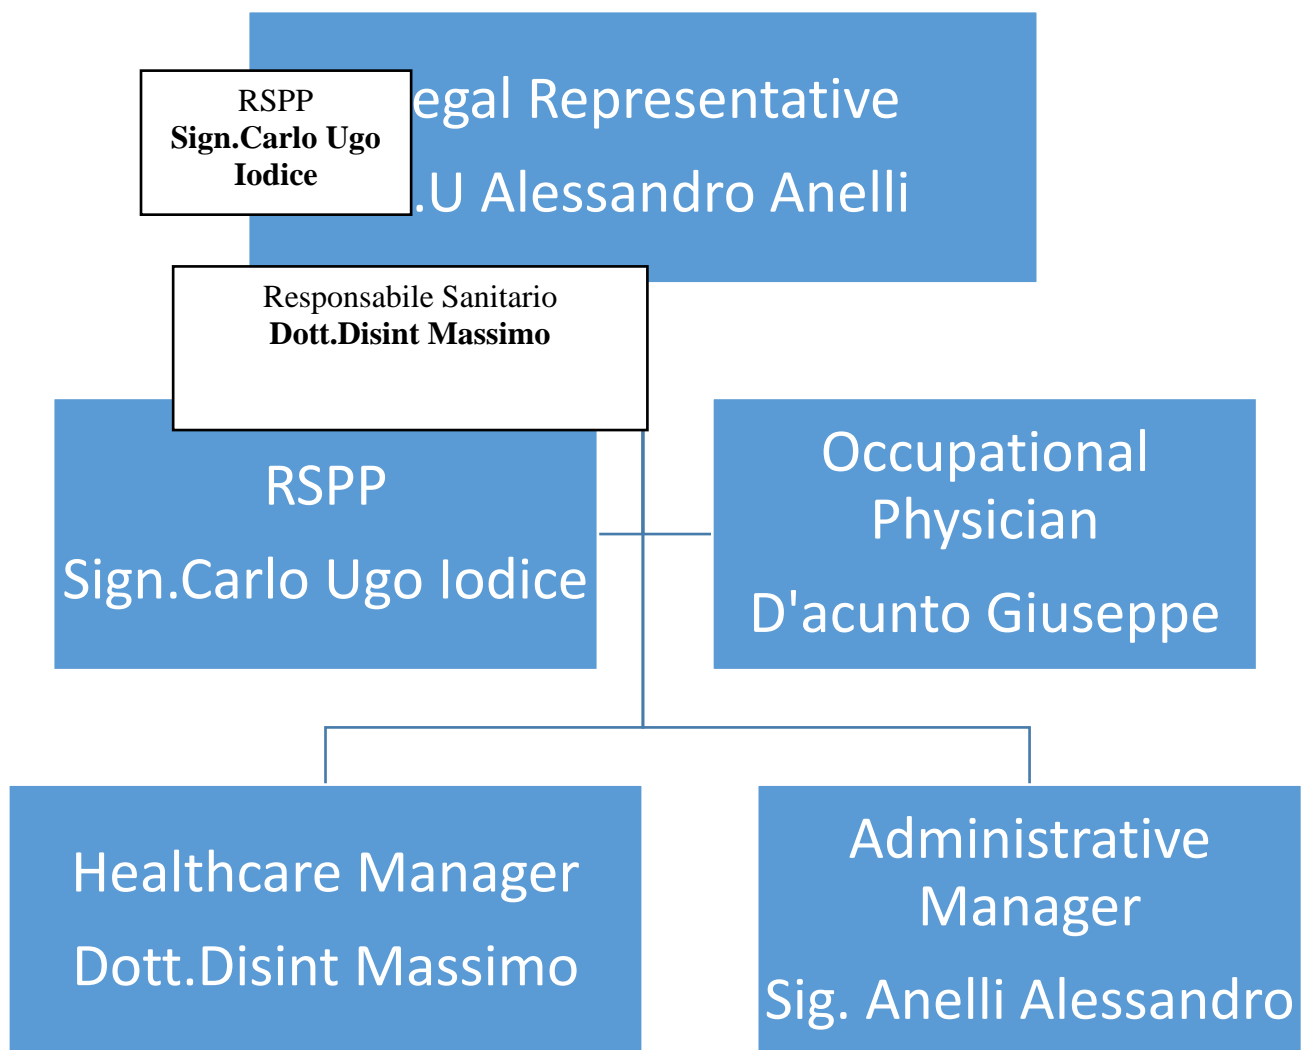 RSPP
Sign.Carlo Ugo
Iodice
egal Representative
.U Alessandro Anelli
Responsabile Sanitario
Dott.Disint Massimo
RSPP
Sign.Carlo Ugo Iodice
Occupational
Physician
D'acunto Giuseppe
Healthcare Manager
Dott.Disint Massimo
Administrative
Manager
Sig. Anelli Alessandro